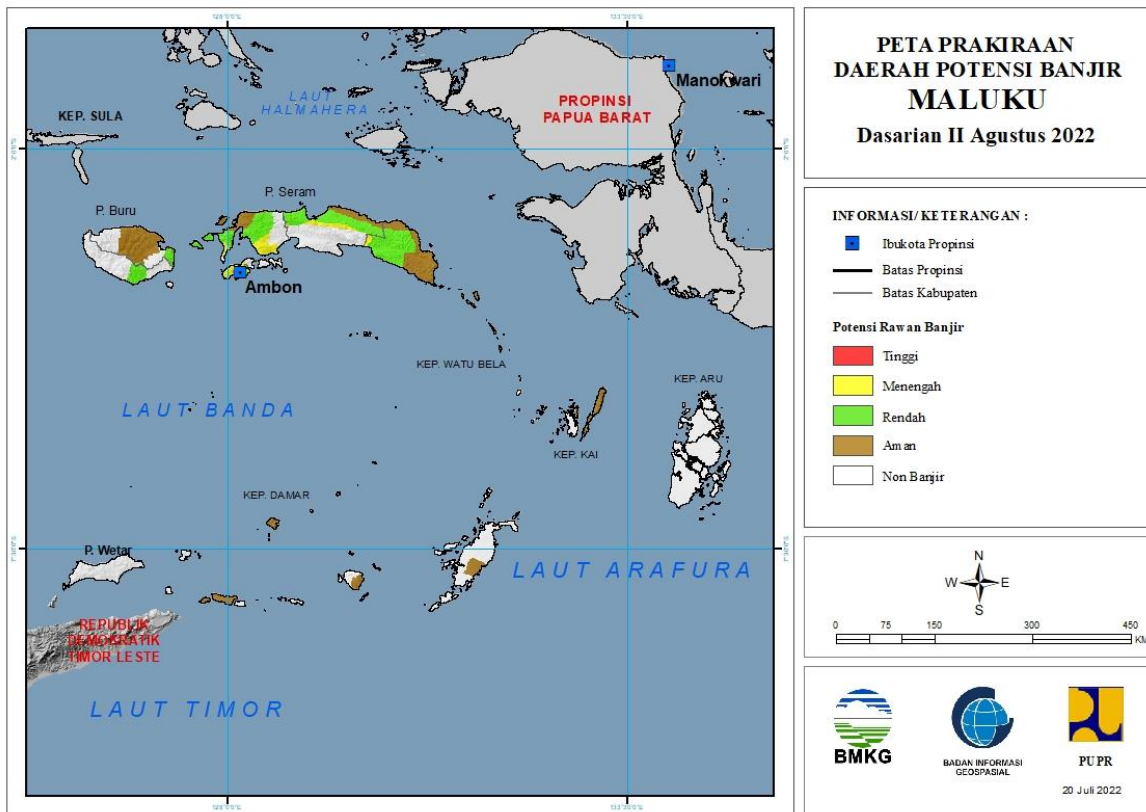 PETA PRAKIRAAN
DAERAH POTENSI BANJIR
MALUKU
Dasarian II Agustus 2022
INFORMASI/ KETERANGAN :
Ibukota Propinsi
Batas Propinsi
Batas Kabupaten
Potensi Rawan Banjir
Tinggi
Menengah
Rendah
Aman
Non Banjir
N
W E
S
0 75 150 300 450
KM
BMKG
BADAN INFORMASI
GEOSPASIAL
PUPR
20 Juli 2022
Manokwari
LAUT
HALMAHERA
PROPINSI
PAPUA BARAT
KEP. SULA
P. Seram
P. Buru
Ambon
KEP. WATU BELA
KEP. ARU
LAUT BANDA
KEP. KAI
KEP. DAMAR
P. Wetar
LAUT ARAFURA
REPUBLIK
DEMOKRATIK
TIMOR LESTE
LAUT TIMOR